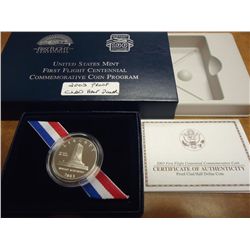 UNITED STATES MINT
FIRST FLIGHT CENTENNIAL
COMMEMORATIVE COIN PROGRAM
2003 PROOF
CLAD HALF DOLLAR
2003
2003 First Flight Centennial Commemorative Coin
CERTIFICATE OF AUTHENTICITY
Proof Clad Half Dollar Coin